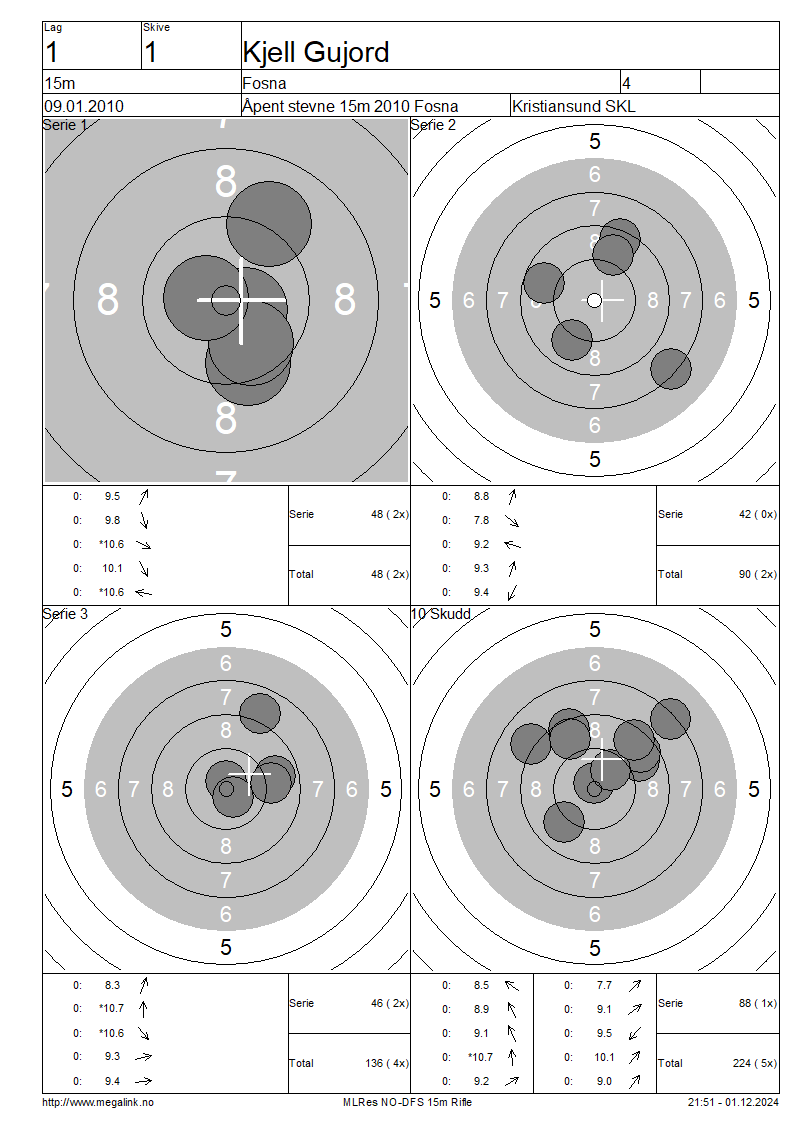 Lag
Skive
1
1
Kjell Gujord
15m
Fosna
4
09.01.2010
Åpent stevne 15m 2010 Fosna
Kristiansund SKL
Serie 1
7
8
8
8
8
7
Serie 2
5
6
7
8
5
6
7
8
7
6
5
8
7
6
5
0: 9.5
0: 9.8
0: *10.6
0: 10.1
0: *10.6
Serie 48 ( 2x)
Total 48 ( 2x)
0: 8.8
0: 7.8
0: 9.2
0: 9.3
0: 9.4
Serie 42 ( 0x)
Total 90 ( 2x)
Serie 3
5
6
7
8
5
6
7
8
7
6
5
8
7
6
5
10 Skudd
5
6
7
8
5
6
7
8
8
7
6
5
8
7
6
5
0: 8.3
0: *10.7
0: *10.6
0: 9.3
0: 9.4
Serie 46 ( 2x)
Total 136 ( 4x)
0: 8.5 0: 7.7
0: 8.9 0: 9.1
0: 9.1 0: 9.5
0: *10.7 0: 10.1
0: 9.2 0: 9.0
Serie 88 ( 1x)
Total 224 ( 5x)
http://www.megalink.no
MLRes NO-DFS 15m Rifle
21:51 - 01.12.2024